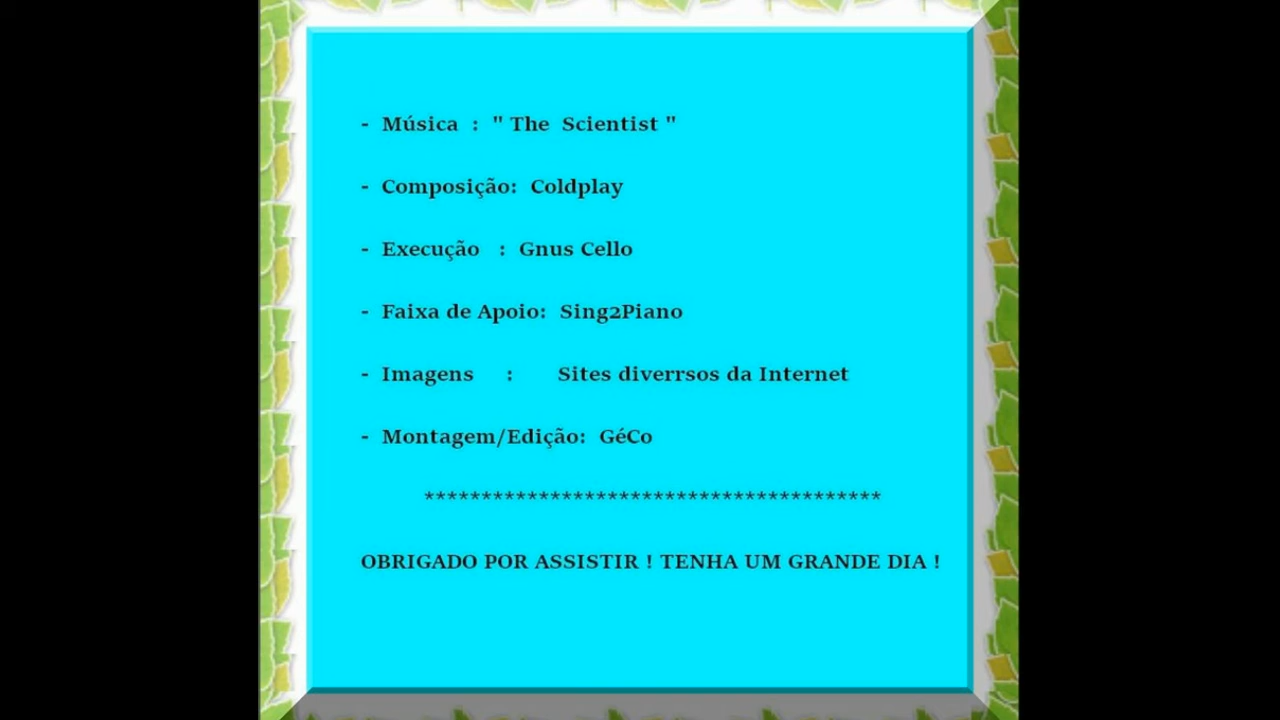 - Música : " The Scientist "
- Composição: Coldplay
- Execução : Gnus Cello
- Faixa de Apoio: Sing2Piano
- Imagens : Sites diverrsos da Internet
- Montagem/Edição: GéCo
****************************************
OBRIGADO POR ASSISTIR ! TENHA UM GRANDE DIA !